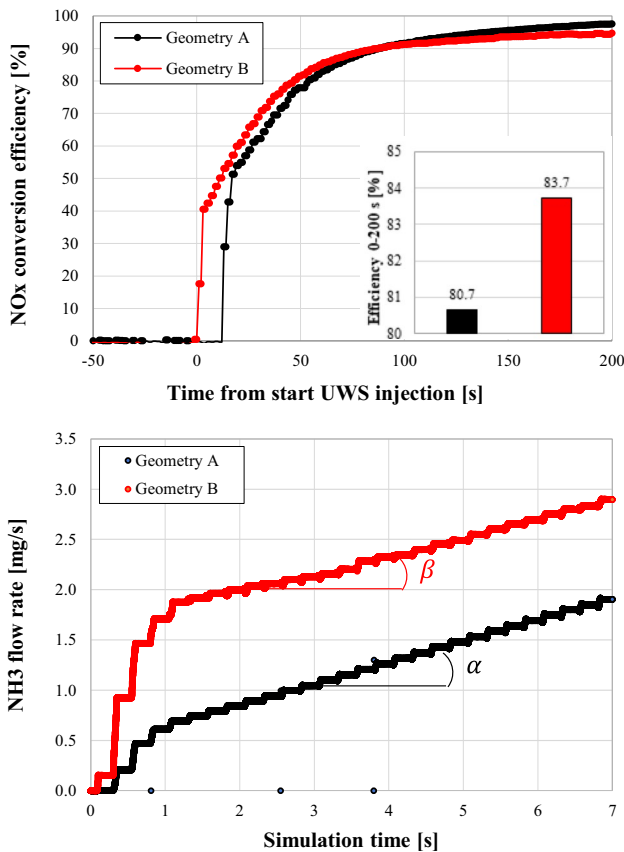 NOx conversion efficiency [%]
100
90
80
70
60
50
40
30
20
10
0
Geometry A
Geometry B
Efficiency 0-200 s [%]
85
84
83
82
81
80
80.7
83.7
-50 0 50 100 150 200
Time from start UWS injection [s]
NH3 flow rate [mg/s]
3.5
3.0
2.5
2.0
1.5
1.0
0.5
0.0
Geometry A
Geometry B
β
α
0 1 2 3 4 5 6 7
Simulation time [s]